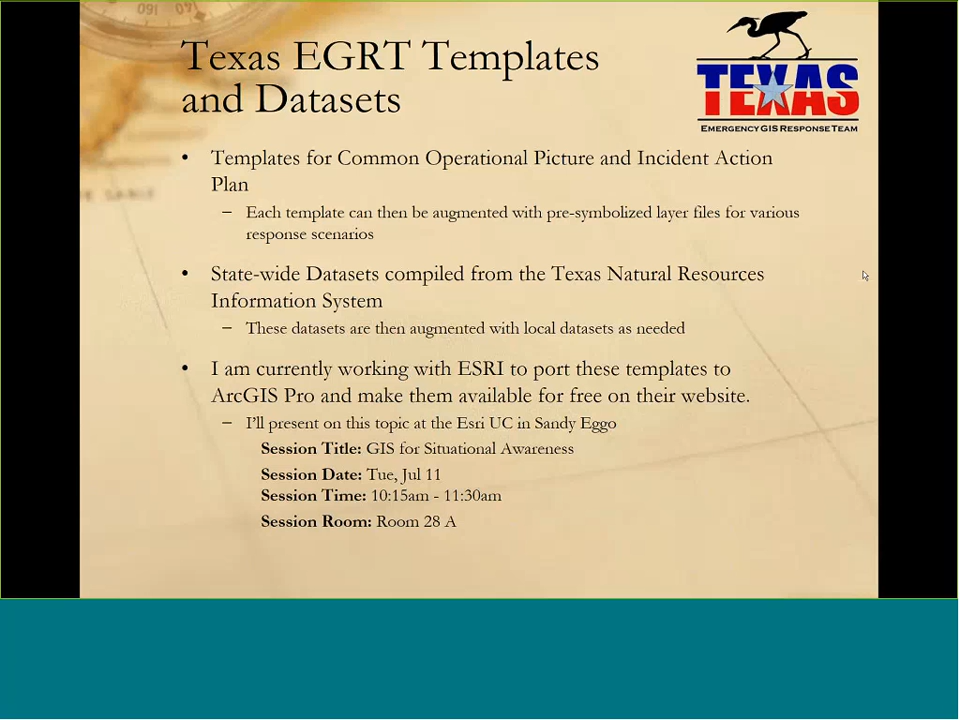 Texas EGRT Templates
and Datasets
TEXAS
EMERGENCY GIS RESPONSE TEAM
• Templates for Common Operational Picture and Incident Action
Plan
– Each template can then be augmented with pre-symbolized layer files for various
response scenarios
• State-wide Datasets compiled from the Texas Natural Resources
Information System
– These datasets are then augmented with local datasets as needed
• I am currently working with ESRI to port these templates to
ArcGIS Pro and make them available for free on their website.
– I'll present on this topic at the Esri UC in Sandy Eggo
Session Title: GIS for Situational Awareness
Session Date: Tue, Jul 11
Session Time: 10:15am - 11:30am
Session Room: Room 28 A